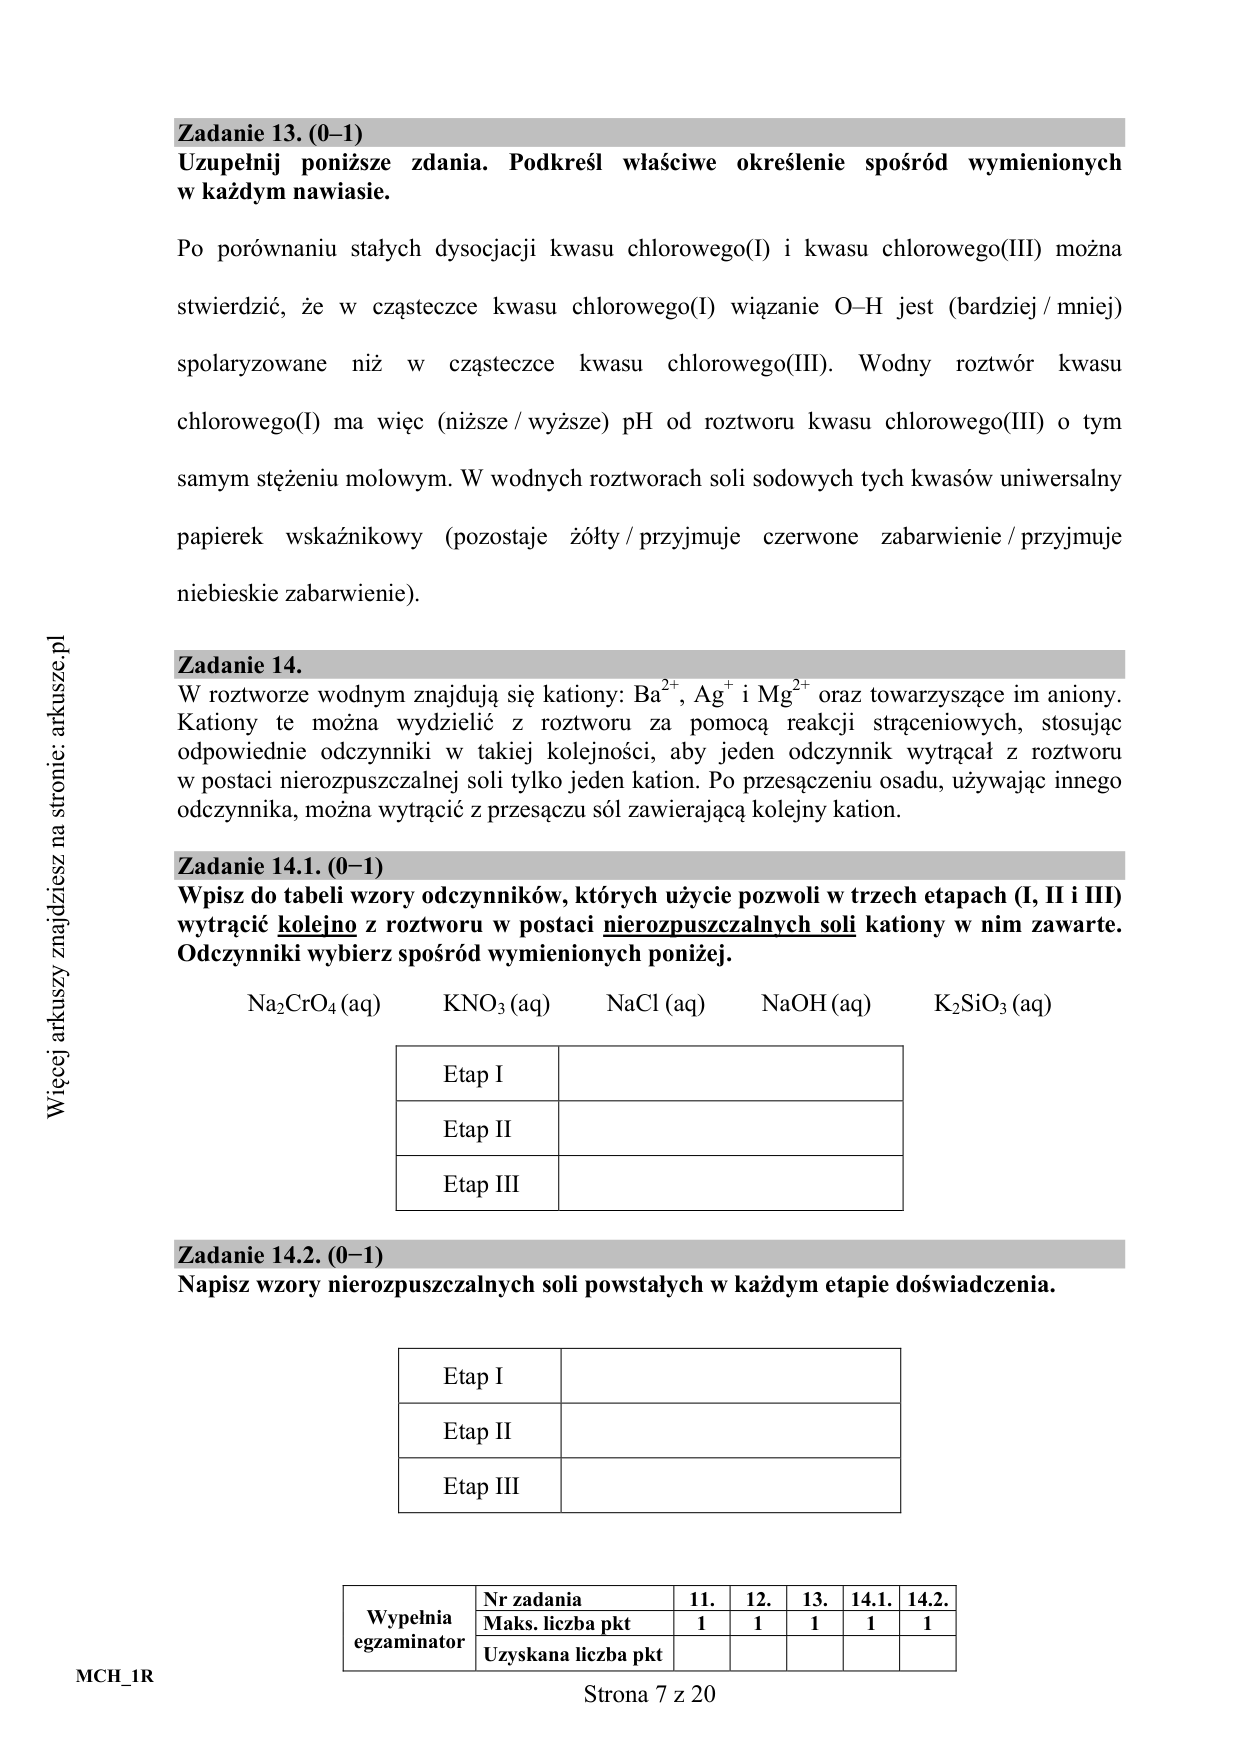 Zadanie 13. (0–1)
Uzupełnij poniższe zdania. Podkreśl właściwe określenie spośród wymienionych
w każdym nawiasie.
Po porównaniu stałych dysocjacji kwasu chlorowego(I) i kwasu chlorowego(III) można
stwierdzić, że w cząsteczce kwasu chlorowego(I) wiązanie O–H jest (bardziej / mniej)
spolaryzowane niż w cząsteczce kwasu chlorowego(III). Wodny roztwór kwasu
chlorowego(I) ma więc (niższe / wyższe) pH od roztworu kwasu chlorowego(III) o tym
samym stężeniu molowym. W wodnych roztworach soli sodowych tych kwasów uniwersalny
papierek wskaźnikowy (pozostaje żółty / przyjmuje czerwone zabarwienie / przyjmuje
niebieskie zabarwienie).
Zadanie 14.
W roztworze wodnym znajdują się kationy: Ba²⁺, Ag⁺ i Mg²⁺ oraz towarzyszące im aniony.
Kationy te można wydzielić z roztworu za pomocą reakcji strąceniowych, stosując
odpowiednie odczynniki w takiej kolejności, aby jeden odczynnik wytrącał z roztworu
w postaci nierozpuszczalnej soli tylko jeden kation. Po przesączeniu osadu, używając innego
odczynnika, można wytrącić z przesączu sól zawierającą kolejny kation.
Zadanie 14.1. (0−1)
Wpisz do tabeli wzory odczynników, których użycie pozwoli w trzech etapach (I, II i III)
wytrącić kolejno z roztworu w postaci nierozpuszczalnych soli kationy w nim zawarte.
Odczynniki wybierz spośród wymienionych poniżej.
Na₂CrO₄ (aq) KNO₃ (aq) NaCl (aq) NaOH (aq) K₂SiO₃ (aq)
Etap I
Etap II
Etap III
Zadanie 14.2. (0−1)
Napisz wzory nierozpuszczalnych soli powstałych w każdym etapie doświadczenia.
Etap I
Etap II
Etap III
Wypełnia egzaminator
Nr zadania 11. 12. 13. 14.1. 14.2.
Maks. liczba pkt 1 1 1 1 1
Uzyskana liczba pkt
MCH_1R
Strona 7 z 20
Więcej arkuszy znajdziesz na stronie: arkusze.pl